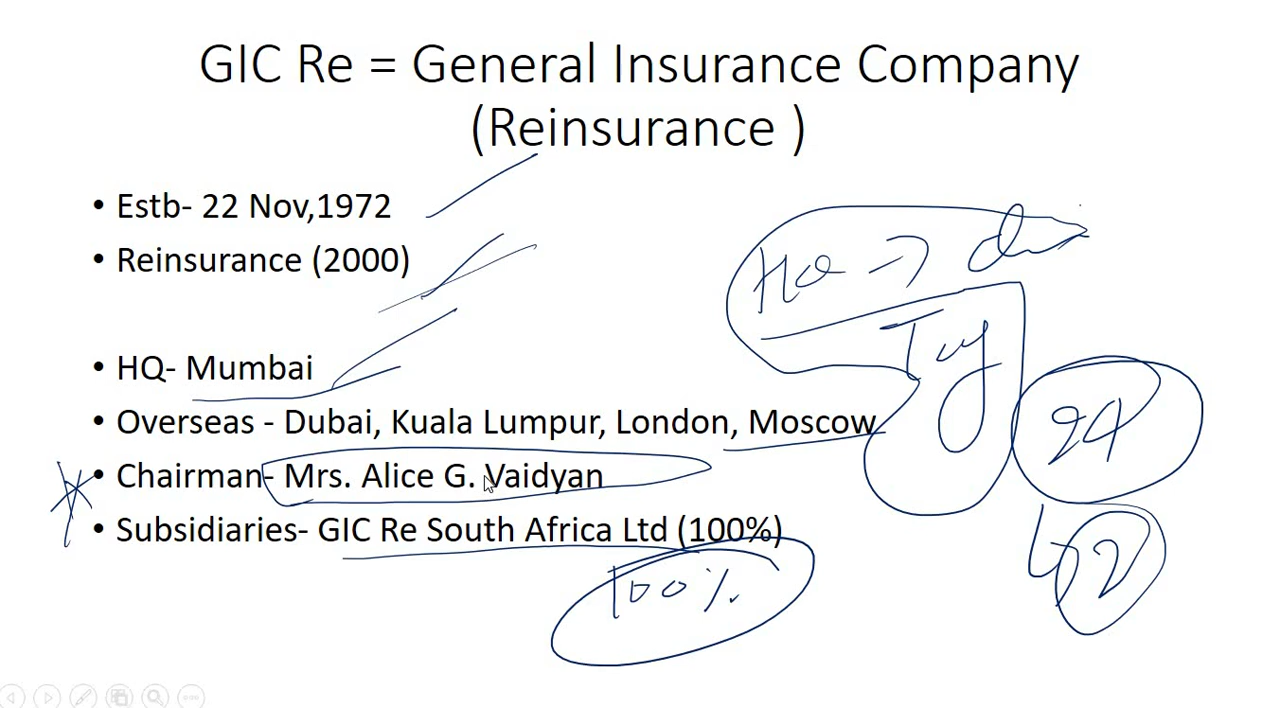 GIC Re = General Insurance Company
(Reinsurance )
• Estb- 22 Nov,1972
• Reinsurance (2000)
• HQ- Mumbai
• Overseas - Dubai, Kuala Lumpur, London, Moscow
• Chairman- Mrs. Alice G. Vaidyan
• Subsidiaries- GIC Re South Africa Ltd (100%)
HQ →
24
100%